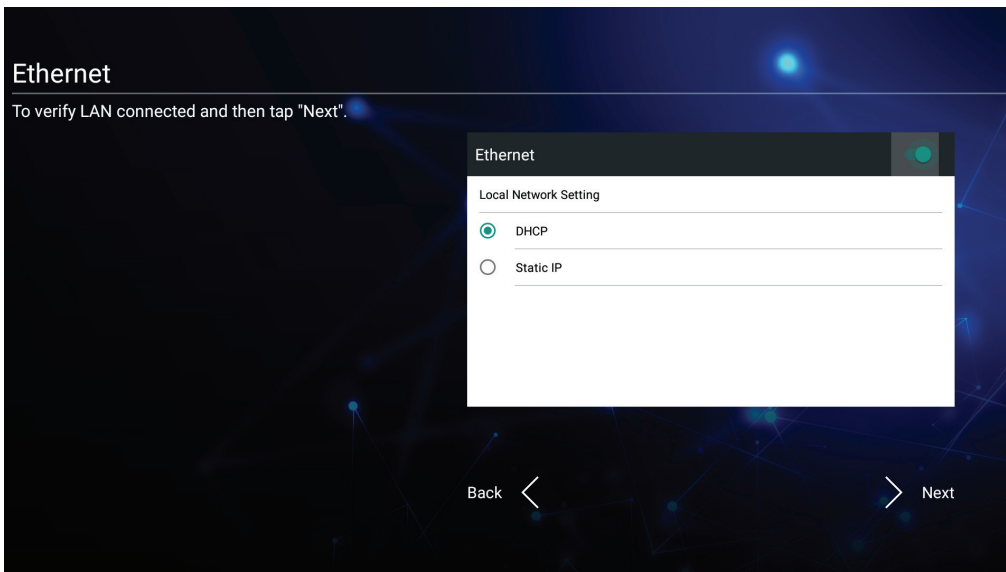 Ethernet
To verify LAN connected and then tap "Next".
Ethernet
Local Network Setting
DHCP
Static IP
Back
Next